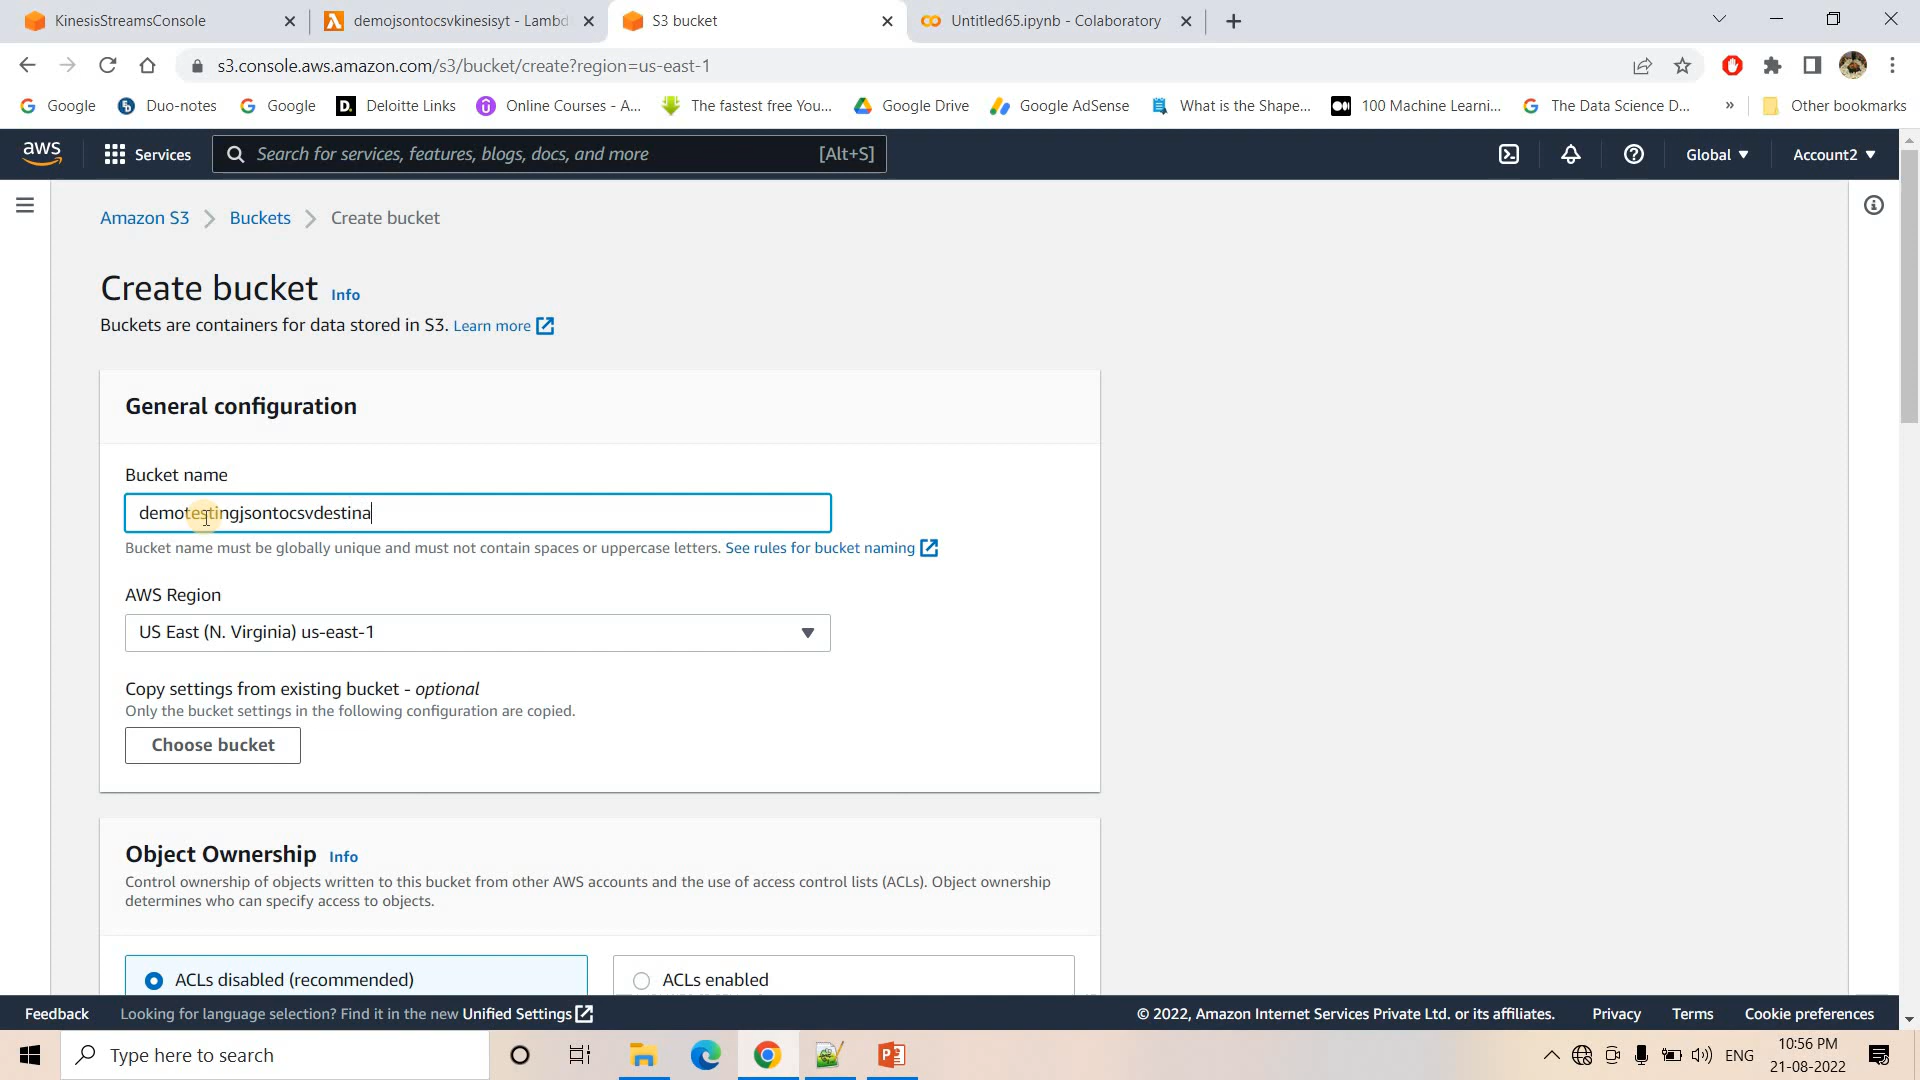 KinesisStreamsConsole
demojsontocsvkinesisyt - Lambd
S3 bucket
Untitled65.ipynb - Colaboratory
s3.console.aws.amazon.com/s3/bucket/create?region=us-east-1
Google
Duo-notes
Google
Deloitte Links
Online Courses - A...
The fastest free You...
Google Drive
Google AdSense
What is the Shape...
100 Machine Learni...
The Data Science D...
»
Other bookmarks
aws
Services
Search for services, features, blogs, docs, and more
[Alt+S]
Global
Account2
Amazon S3
Buckets
Create bucket
Create bucket Info
Buckets are containers for data stored in S3. Learn more
General configuration
Bucket name
demotestingjsontocsvdestina
Bucket name must be globally unique and must not contain spaces or uppercase letters. See rules for bucket naming
AWS Region
US East (N. Virginia) us-east-1
Copy settings from existing bucket - optional
Only the bucket settings in the following configuration are copied.
Choose bucket
Object Ownership Info
Control ownership of objects written to this bucket from other AWS accounts and the use of access control lists (ACLs). Object ownership
determines who can specify access to objects.
ACLs disabled (recommended)
ACLs enabled
Feedback
Looking for language selection? Find it in the new Unified Settings
© 2022, Amazon Internet Services Private Ltd. or its affiliates.
Privacy
Terms
Cookie preferences
Type here to search
ENG
10:56 PM
21-08-2022